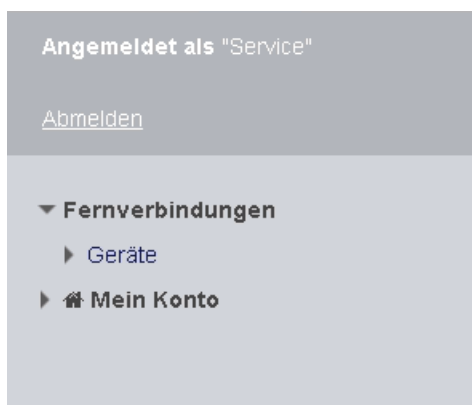 Angemeldet als "Service"
Abmelden
Fernverbindungen
Geräte
Mein Konto